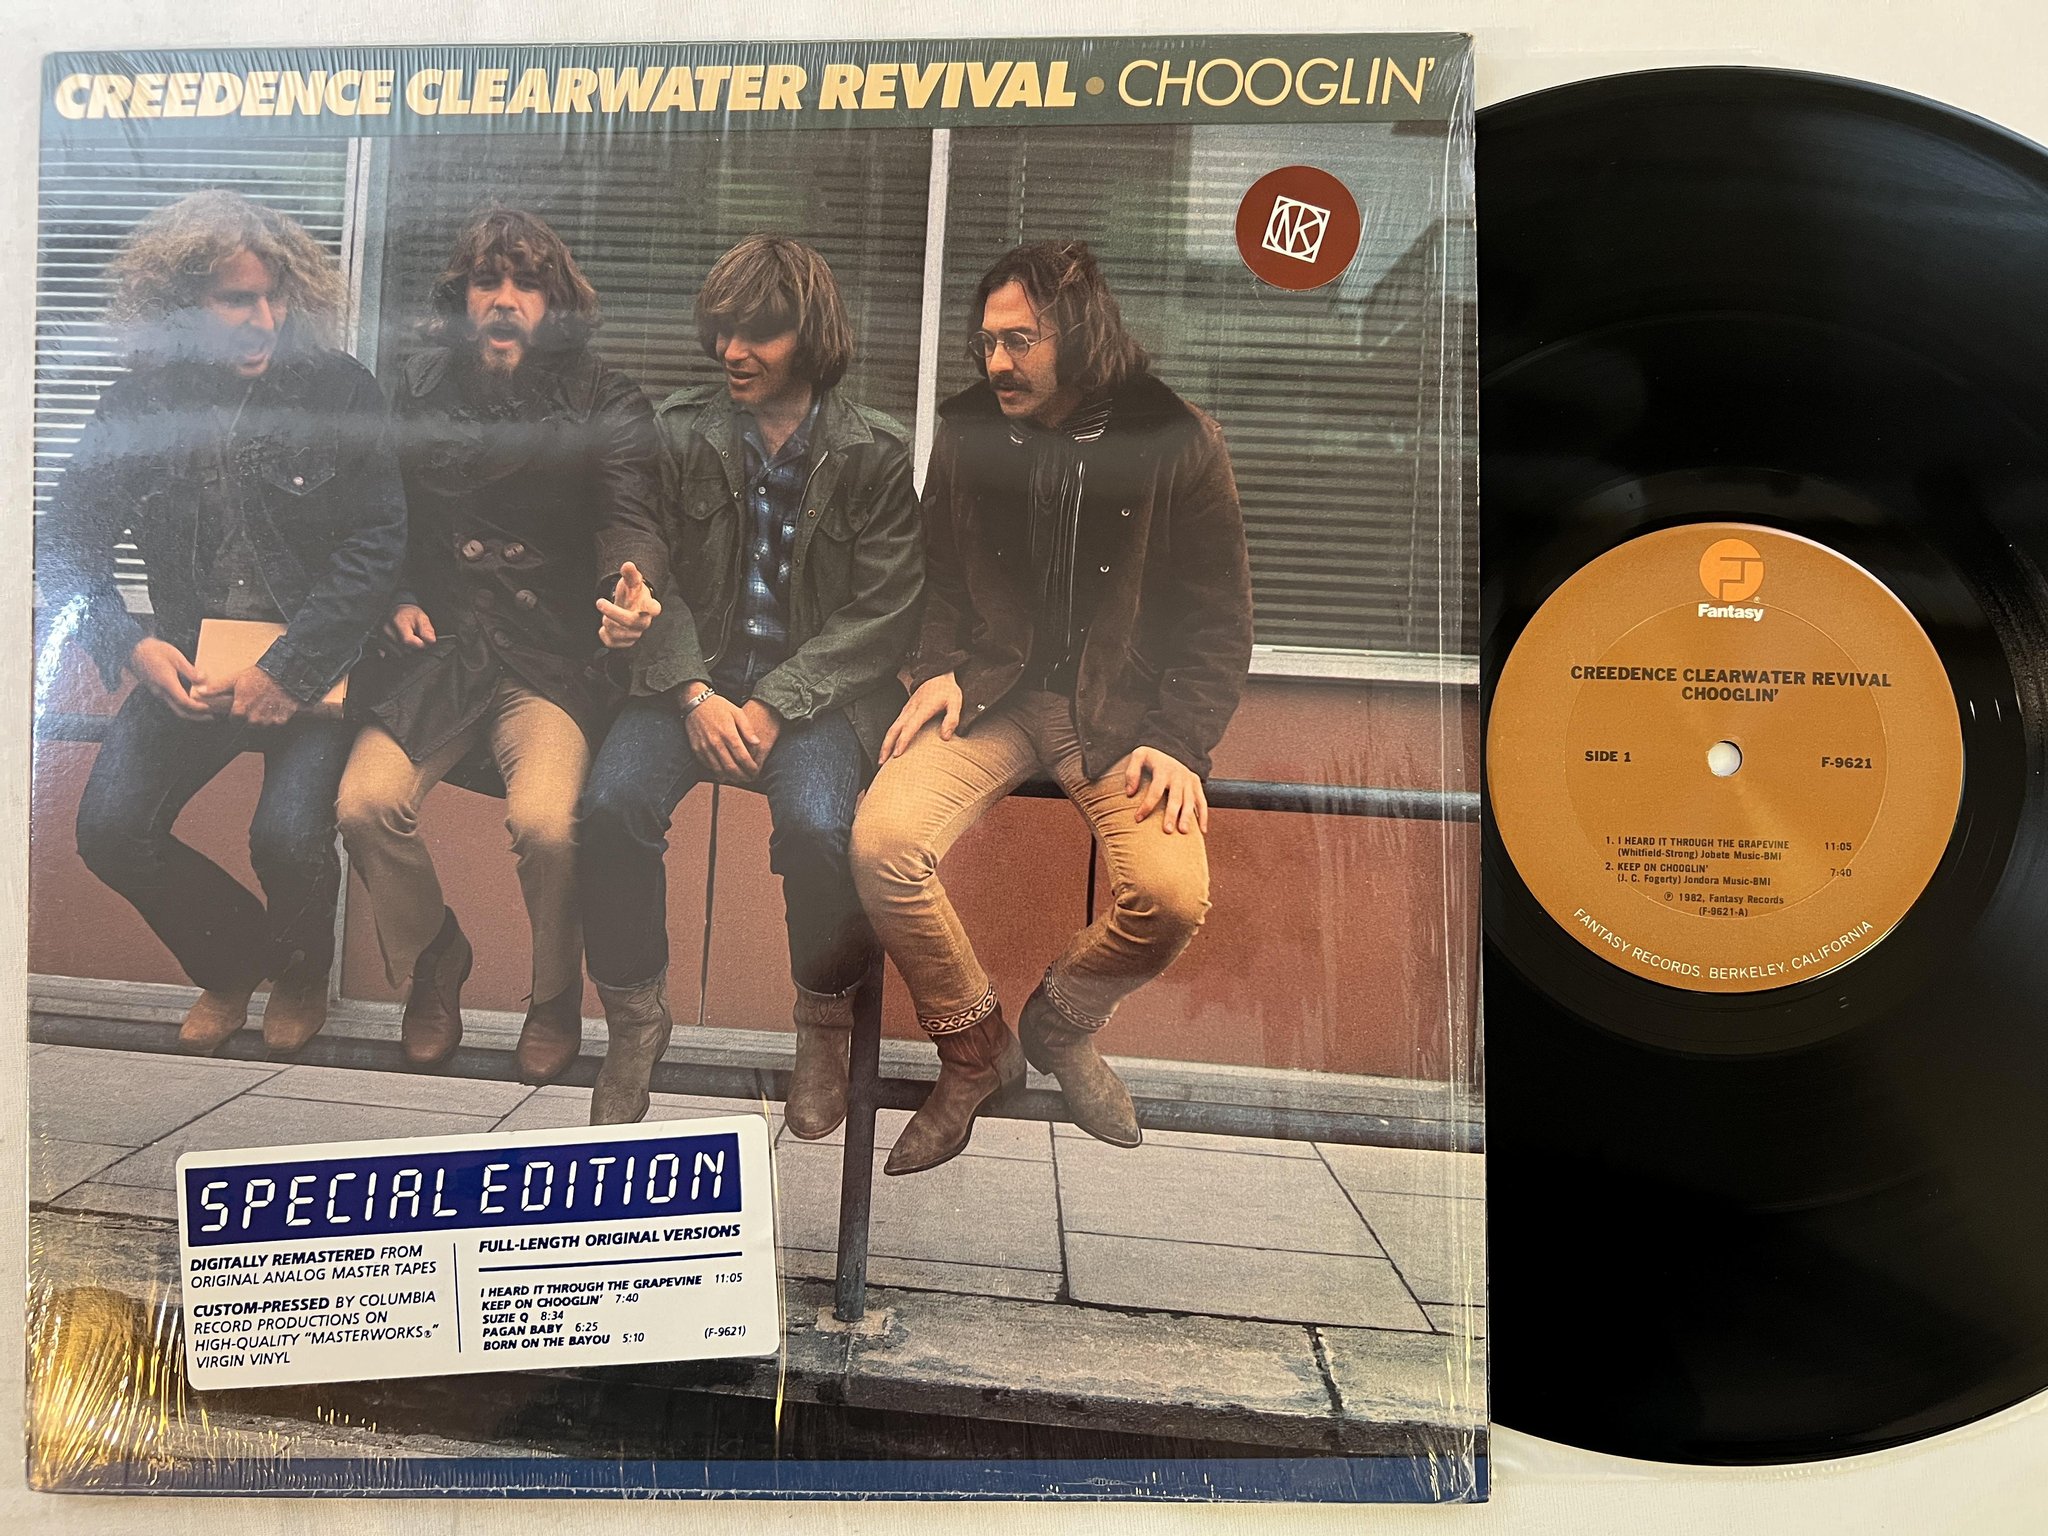 CREEDENCE CLEARWATER REVIVAL • CHOOGLIN'
NK
SPECIAL EDITION
DIGITALLY REMASTERED FROM
ORIGINAL ANALOG MASTER TAPES
CUSTOM-PRESSED BY COLUMBIA
RECORD PRODUCTIONS ON
HIGH-QUALITY "MASTERWORKS®"
VIRGIN VINYL
FULL-LENGTH ORIGINAL VERSIONS
I HEARD IT THROUGH THE GRAPEVINE 11:05
KEEP ON CHOOGLIN' 7:40
SUZIE Q 8:34
PAGAN BABY 6:25
BORN ON THE BAYOU 5:10 (F-9621)
Fantasy®
CREEDENCE CLEARWATER REVIVAL
CHOOGLIN'
SIDE 1 F-9621
1. I HEARD IT THROUGH THE GRAPEVINE 11:05
(Whitfield-Strong) Jobete Music-BMI
2. KEEP ON CHOOGLIN' 7:40
(J. C. Fogerty) Jondora Music-BMI
℗ 1982, Fantasy Records
(F-9621-A)
FANTASY RECORDS, BERKELEY, CALIFORNIA